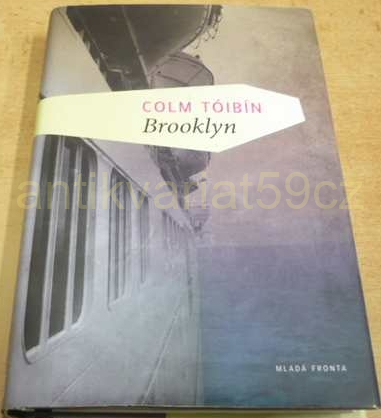 COLM TÓIBÍN
Brooklyn
antikvariat59cz
MLADÁ FRONTA